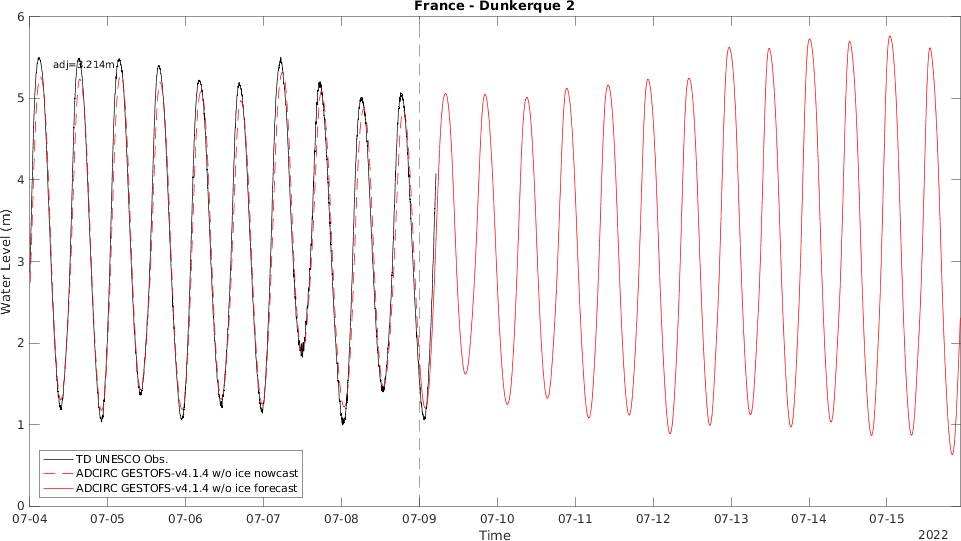 France - Dunkerque 2
adj=3.214m
Water Level (m)
6
5
4
3
2
1
0
TD UNESCO Obs.
ADCIRC GESTOFS-v4.1.4 w/o ice nowcast
ADCIRC GESTOFS-v4.1.4 w/o ice forecast
07-04 07-05 07-06 07-07 07-08 07-09 07-10 07-11 07-12 07-13 07-14 07-15
Time
2022